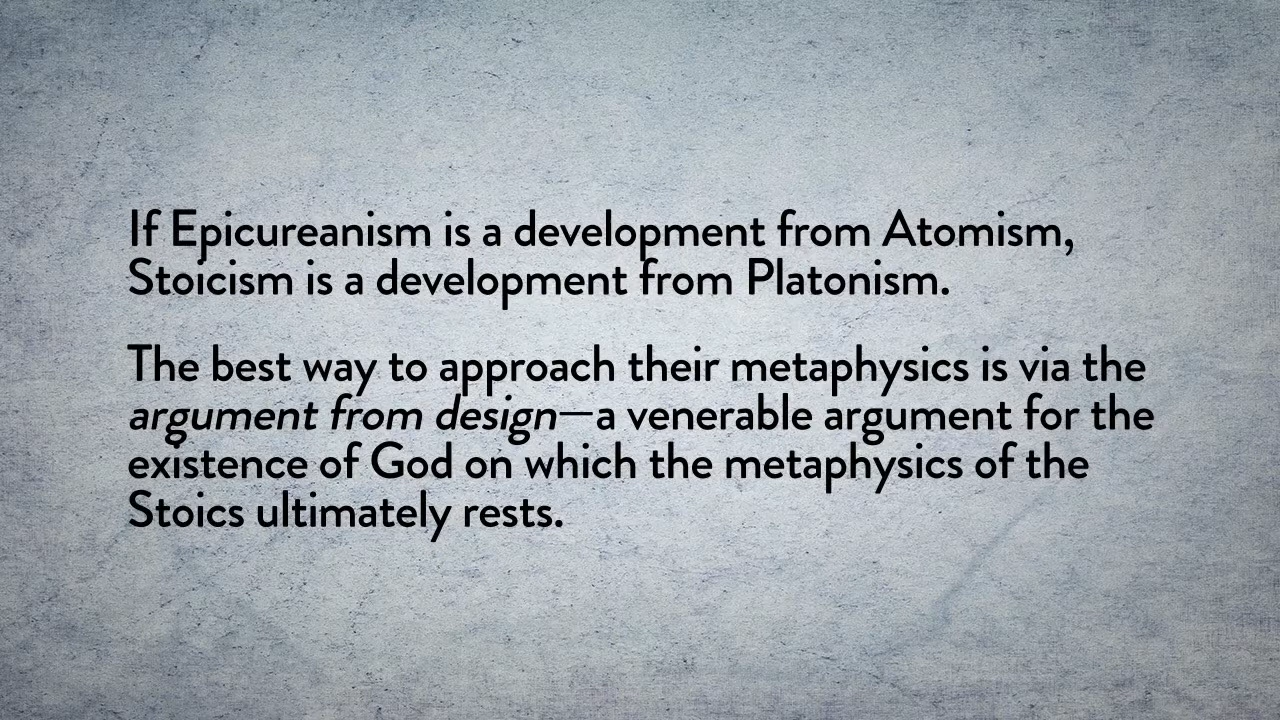 If Epicureanism is a development from Atomism,
Stoicism is a development from Platonism.
The best way to approach their metaphysics is via the
argument from design—a venerable argument for the
existence of God on which the metaphysics of the
Stoics ultimately rests.